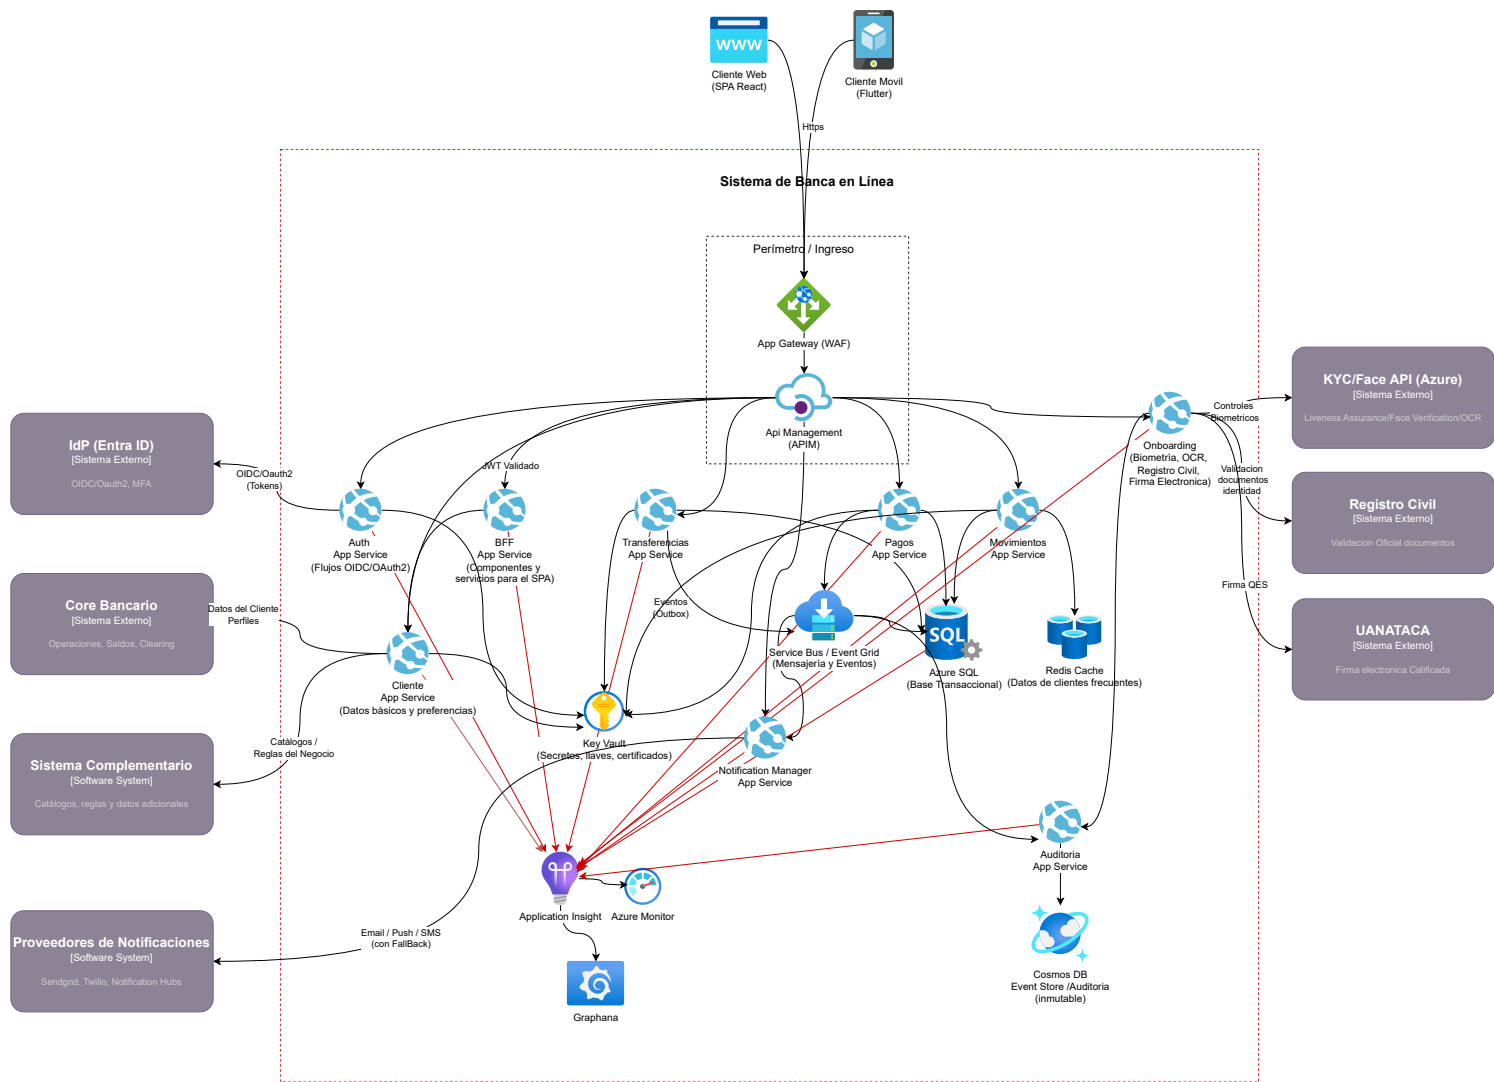 WWW
Cliente Web
(SPA React)
Cliente Movil
(Flutter)
Https
Sistema de Banca en Línea
Perímetro / Ingreso
App Gateway (WAF)
Api Management
(APIM)
JWT Validado
IdP (Entra ID)
[Sistema Externo]
OIDC/Oauth2, MFA
OIDC/Oauth2
(Tokens)
Core Bancario
[Sistema Externo]
Operaciones, Saldos, Clearing
Datos del Cliente
Perfiles
Sistema Complementario
[Software System]
Catálogos, reglas y datos adicionales
Catàlogos /
Reglas del Negocio
Proveedores de Notificaciones
[Software System]
Sendgrid, Twilio, Notification Hubs
Email / Push / SMS
(con FallBack)
Auth
App Service
(Flujos OIDC/OAuth2)
BFF
App Service
(Componentes y
servicios para el SPA)
Transferencias
App Service
Pagos
App Service
Movimientos
App Service
Onboarding
(Biometrìa, OCR,
Registro Civil,
Firma Electronica)
Controles
Biometricos
Validacion
documentos
identidad
Firma QES
KYC/Face API (Azure)
[Sistema Externo]
Liveness Assurance/Face Verification/OCR
Registro Civil
[Sistema Externo]
Validacion Oficial documentos
UANATACA
[Sistema Externo]
Firma electronica Calificada
Cliente
App Service
(Datos bàsicos y preferencias)
Eventos
(Outbox)
Service Bus / Event Grid
(Mensajerìa y Eventos)
SQL
Azure SQL
(Base Transaccional)
Redis Cache
(Datos de clientes frecuentes)
Key Vault
(Secretos, llaves, certificados)
Notification Manager
App Service
Auditoria
App Service
Application Insight
Azure Monitor
Graphana
Cosmos DB
Event Store /Auditoria
(inmutable)